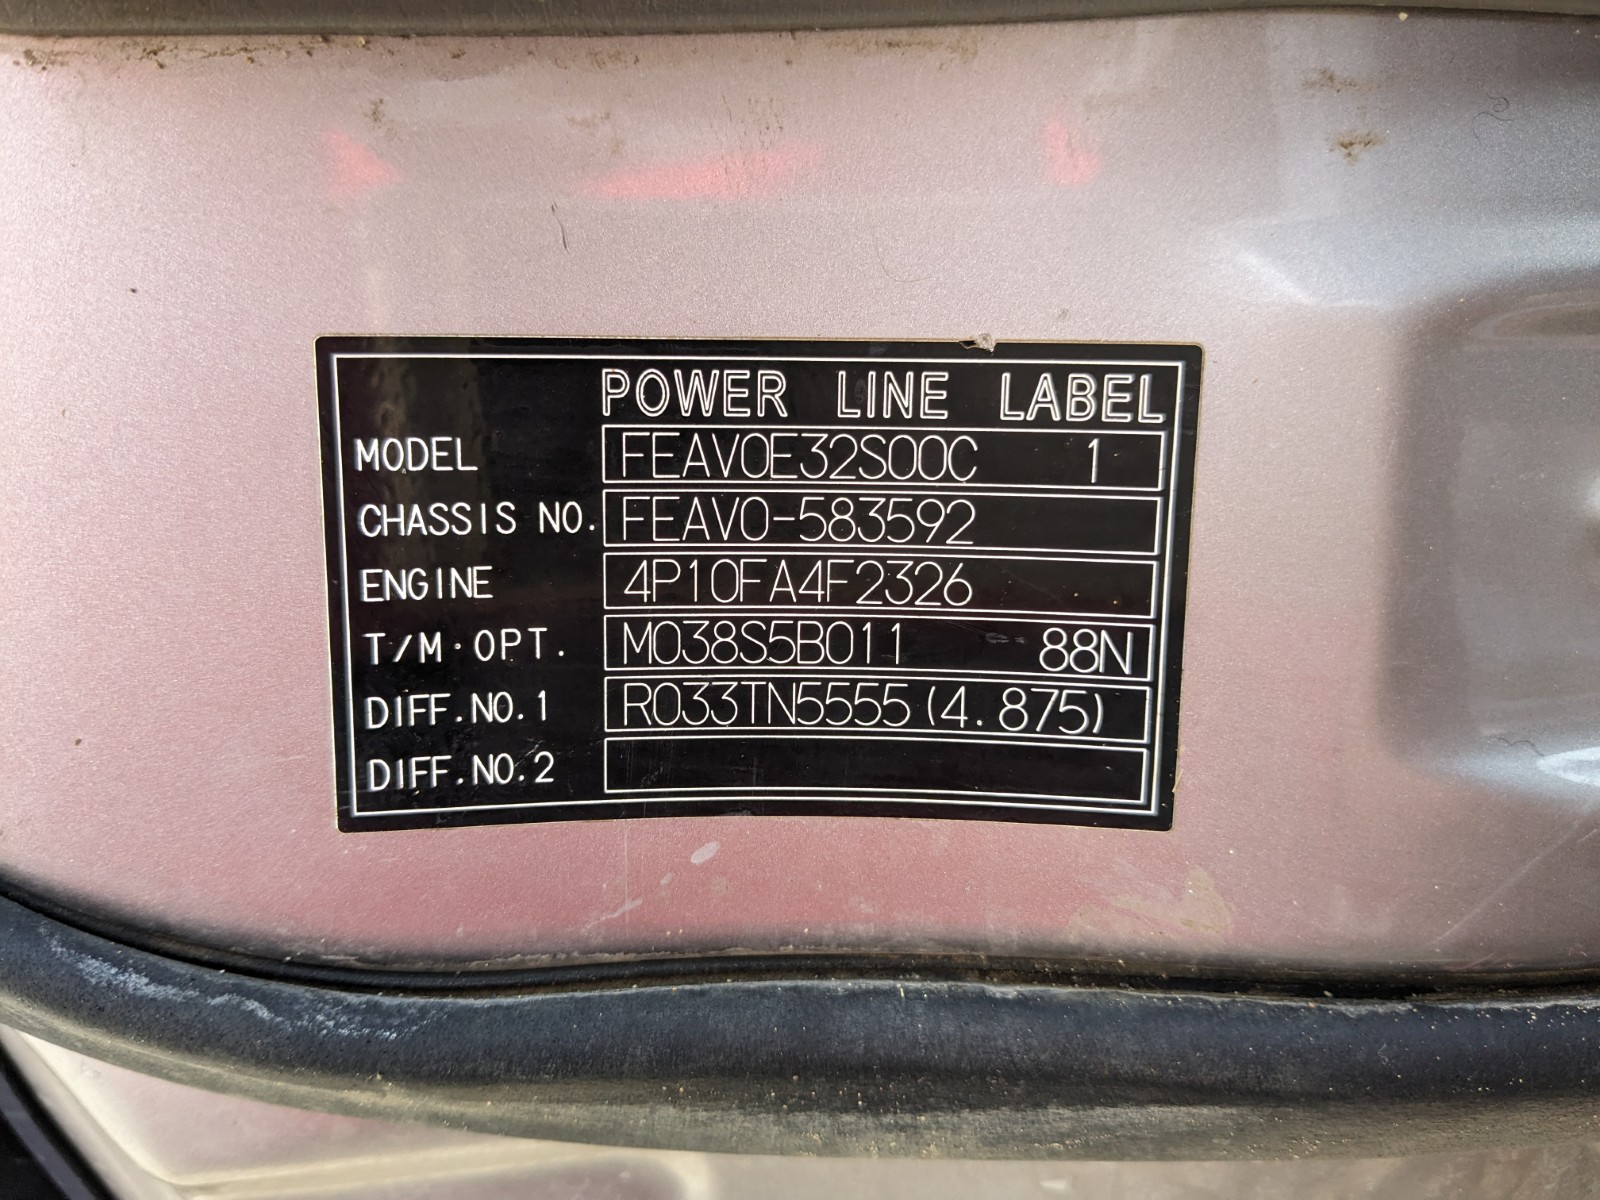 POWER LINE LABEL
MODEL FEAV0E32S00C 1
CHASSIS NO. FEAV0-583592
ENGINE 4P10FA4F2326
T/M·OPT. M038S5B011 88N
DIFF.NO.1 R033TN5555(4.875)
DIFF.NO.2